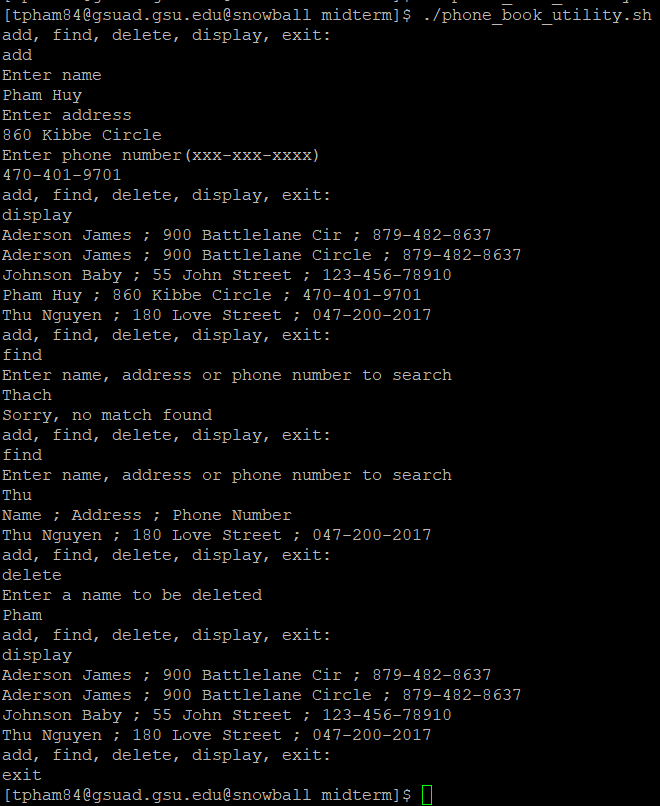 [tpham84@gsuad.gsu.edu@snowball midterm]$ ./phone_book_utility.sh
add, find, delete, display, exit:
add
Enter name
Pham Huy
Enter address
860 Kibbe Circle
Enter phone number(xxx-xxx-xxxx)
470-401-9701
add, find, delete, display, exit:
display
Aderson James ; 900 Battlelane Cir ; 879-482-8637
Aderson James ; 900 Battlelane Circle ; 879-482-8637
Johnson Baby ; 55 John Street ; 123-456-78910
Pham Huy ; 860 Kibbe Circle ; 470-401-9701
Thu Nguyen ; 180 Love Street ; 047-200-2017
add, find, delete, display, exit:
find
Enter name, address or phone number to search
Thach
Sorry, no match found
add, find, delete, display, exit:
find
Enter name, address or phone number to search
Thu
Name ; Address ; Phone Number
Thu Nguyen ; 180 Love Street ; 047-200-2017
add, find, delete, display, exit:
delete
Enter a name to be deleted
Pham
add, find, delete, display, exit:
display
Aderson James ; 900 Battlelane Cir ; 879-482-8637
Aderson James ; 900 Battlelane Circle ; 879-482-8637
Johnson Baby ; 55 John Street ; 123-456-78910
Thu Nguyen ; 180 Love Street ; 047-200-2017
add, find, delete, display, exit:
exit
[tpham84@gsuad.gsu.edu@snowball midterm]$